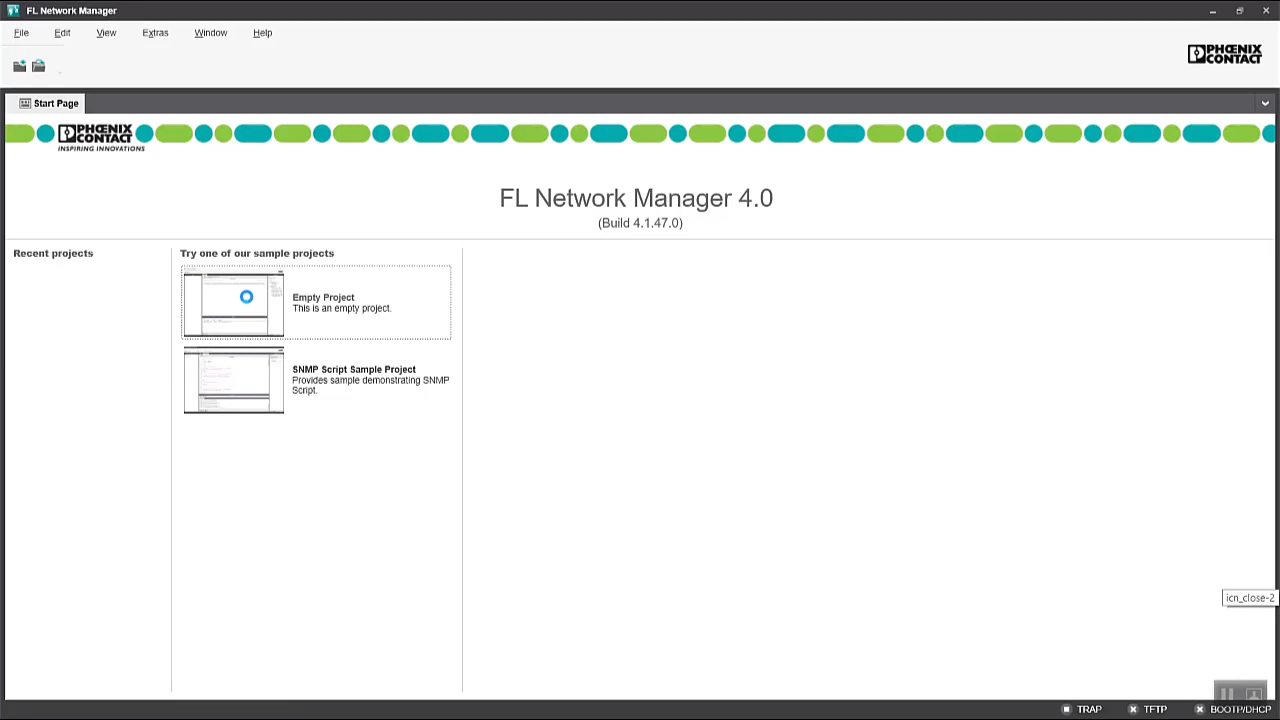 FL Network Manager
File Edit View Extras Window Help
PHŒNIX
CONTACT
Start Page
PHŒNIX
CONTACT
INSPIRING INNOVATIONS
FL Network Manager 4.0
(Build 4.1.47.0)
Recent projects
Try one of our sample projects
Empty Project
This is an empty project.
SNMP Script Sample Project
Provides sample demonstrating SNMP
Script.
icn_close-2
TRAP TFTP BOOTP/DHCP